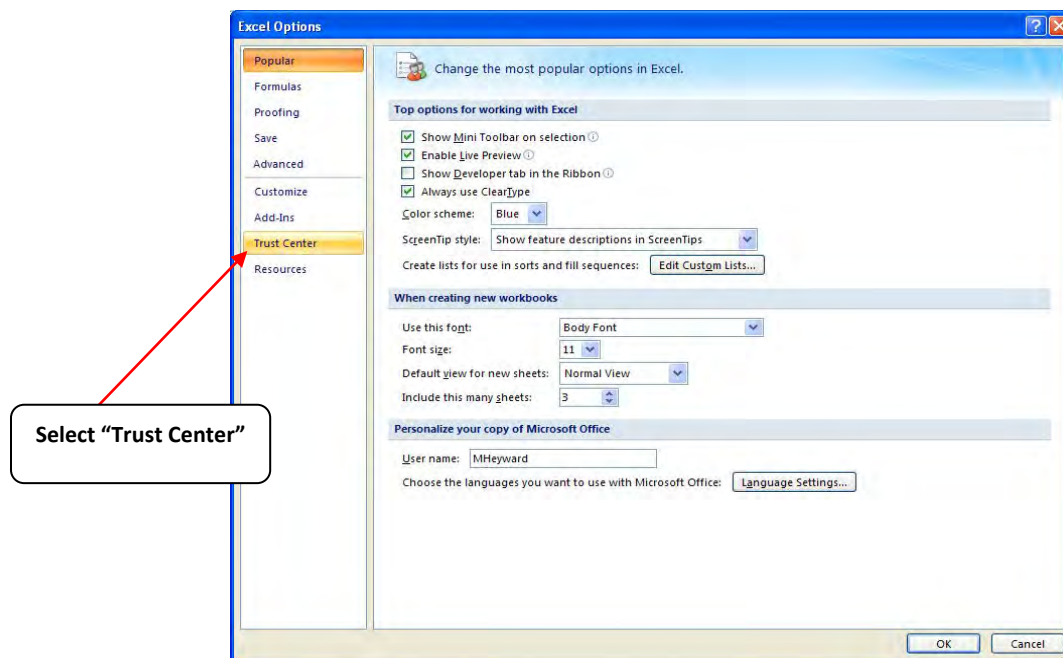 Excel Options
Popular
Formulas
Proofing
Save
Advanced
Customize
Add-Ins
Trust Center
Resources
Change the most popular options in Excel.
Top options for working with Excel
Show Mini Toolbar on selection
Enable Live Preview
Show Developer tab in the Ribbon
Always use ClearType
Color scheme: Blue
ScreenTip style: Show feature descriptions in ScreenTips
Create lists for use in sorts and fill sequences: Edit Custom Lists...
When creating new workbooks
Use this font: Body Font
Font size: 11
Default view for new sheets: Normal View
Include this many sheets: 3
Personalize your copy of Microsoft Office
User name: MHeyward
Choose the languages you want to use with Microsoft Office: Language Settings...
OK Cancel
Select “Trust Center”